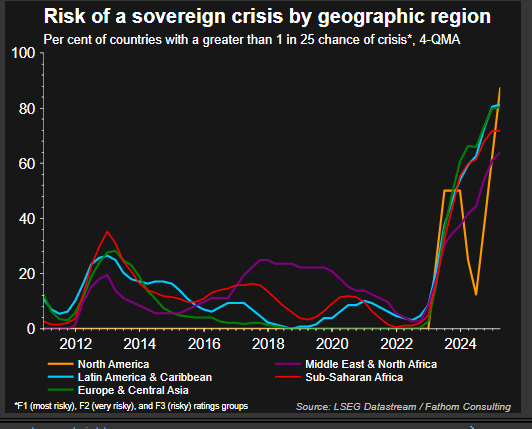 Risk of a sovereign crisis by geographic region
Per cent of countries with a greater than 1 in 25 chance of crisis*, 4-QMA
100
80
60
40
20
0
2012 2014 2016 2018 2020 2022 2024
North America Middle East & North Africa
Latin America & Caribbean Sub-Saharan Africa
Europe & Central Asia
*F1 (most risky), F2 (very risky), and F3 (risky) ratings groups Source: LSEG Datastream / Fathom Consulting